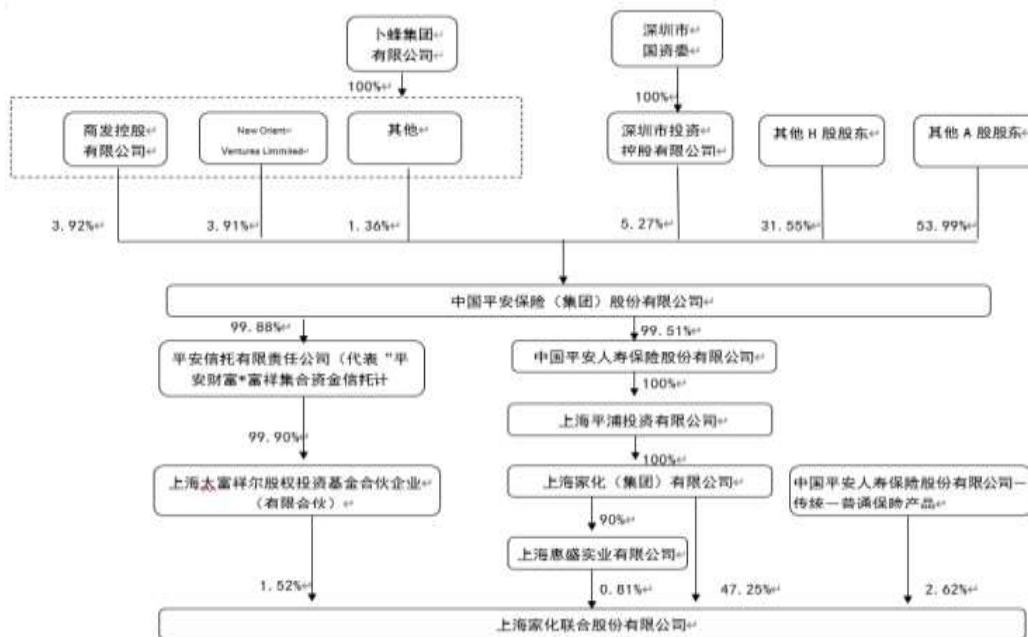 卜蜂集团
有限公司
深圳市
国资委
100%
100%
商发控股
有限公司
New Orient
Ventures Limmited
其他
深圳市投资
控股有限公司
其他 H 股股东
其他 A 股股东
3.92%
3.91%
1.36%
5.27%
31.55%
53.99%
中国平安保险（集团）股份有限公司
99.88%
99.51%
平安信托有限责任公司（代表“平
安财富*富祥集合资金信托计
中国平安人寿保险股份有限公司
100%
上海平浦投资有限公司
99.90%
100%
上海太富祥尔股权投资基金合伙企业
（有限合伙）
上海家化（集团）有限公司
中国平安人寿保险股份有限公司—
传统—普通保险产品
90%
上海惠盛实业有限公司
1.52%
0.81%
47.25%
2.62%
上海家化联合股份有限公司